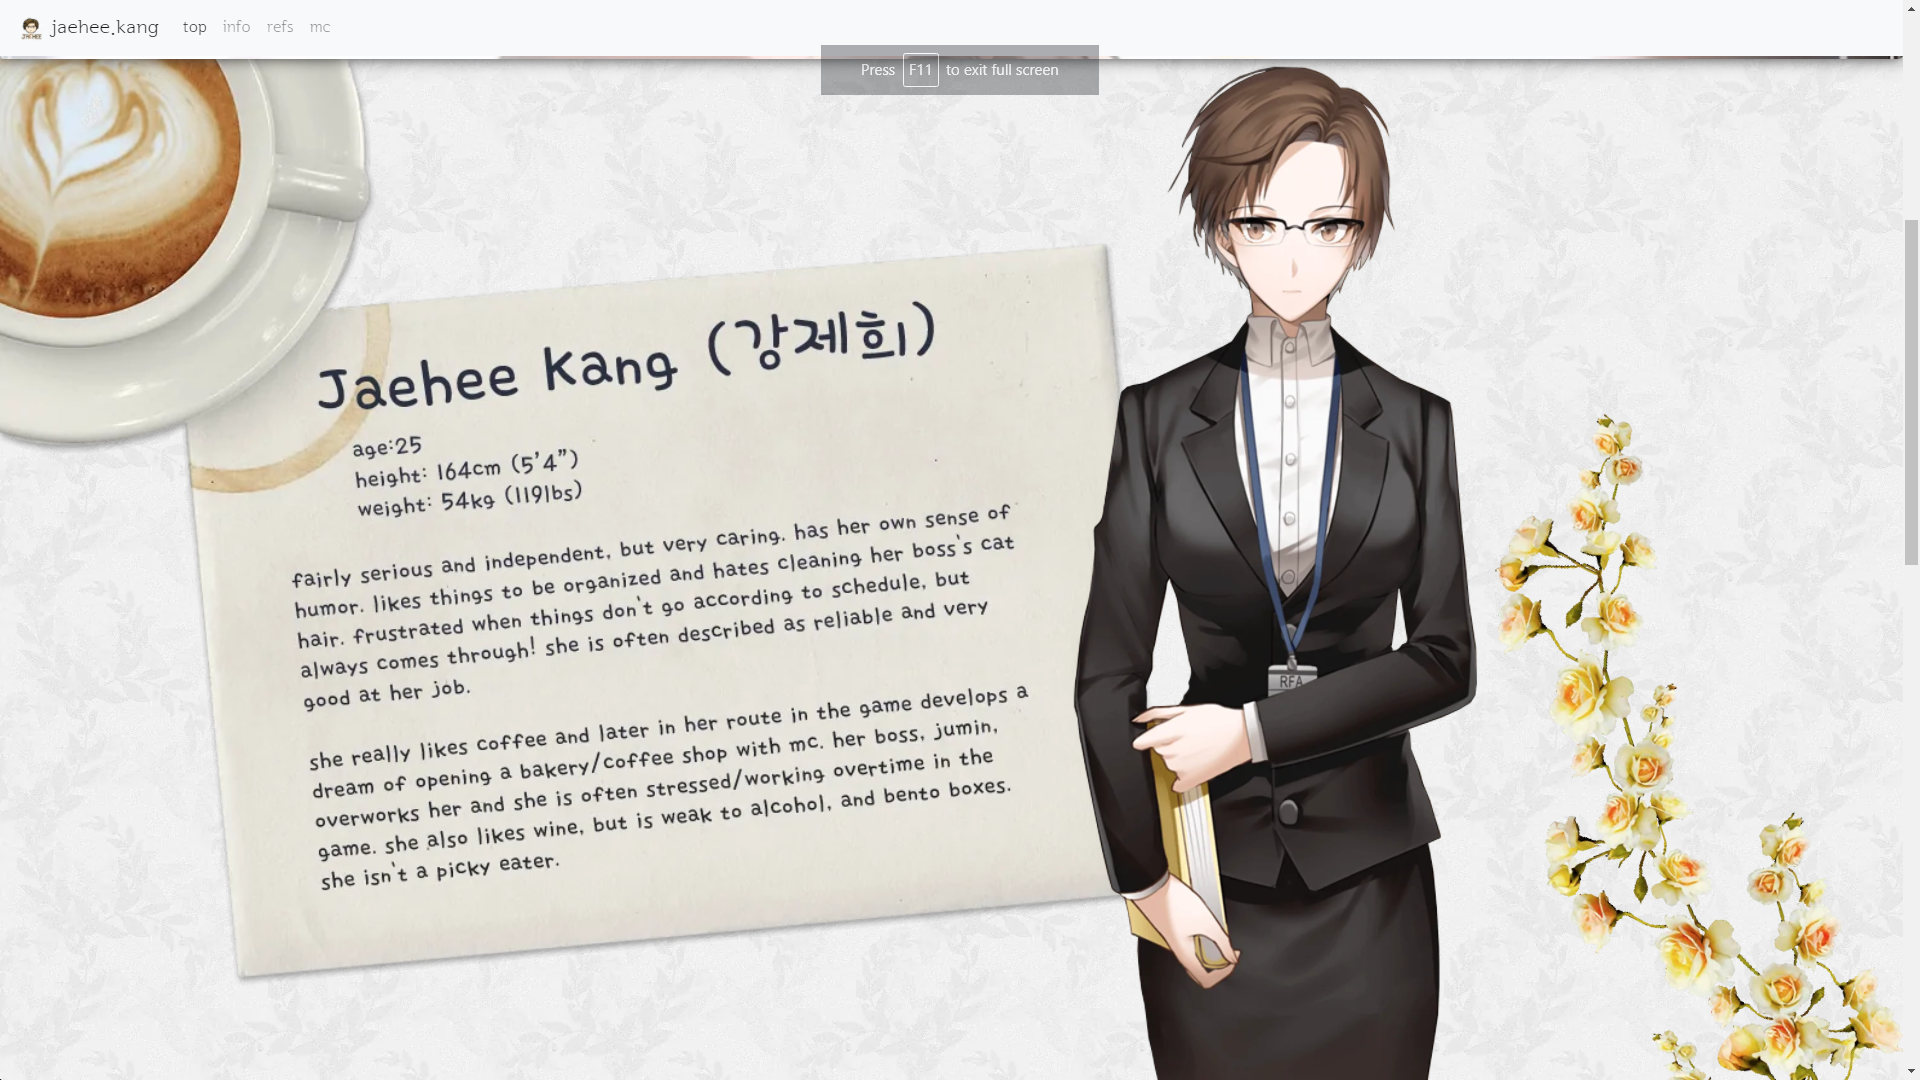 jaehee.kang top info refs mc
Press F11 to exit full screen
Jaehee Kang (강제희)
age:25
height: 164cm (5'4")
weight: 54kg (119lbs)
fairly serious and independent, but very caring. has her own sense of
humor. likes things to be organized and hates cleaning her boss's cat
hair. frustrated when things don't go according to schedule, but
always comes through! she is often described as reliable and very
good at her job.
she really likes coffee and later in her route in the game develops a
dream of opening a bakery/coffee shop with mc. her boss, jumin,
overworks her and she is often stressed/working overtime in the
game. she also likes wine, but is weak to alcohol, and bento boxes.
she isn't a picky eater.
RFA